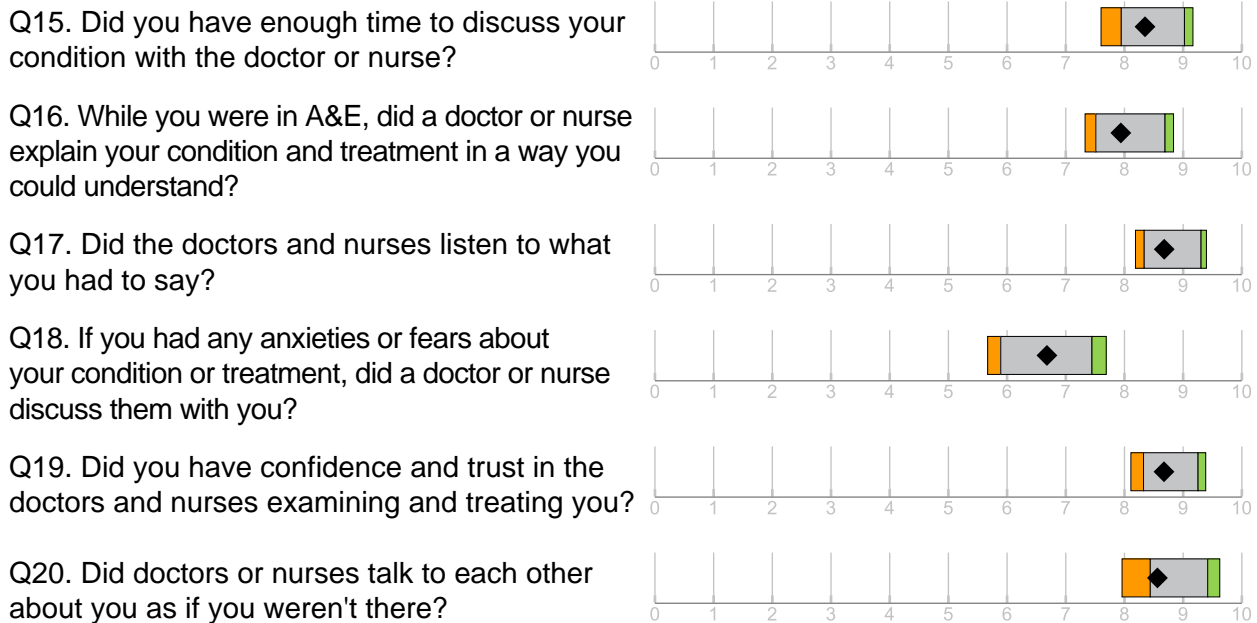 Q15. Did you have enough time to discuss your
condition with the doctor or nurse?
0 1 2 3 4 5 6 7 8 9 10
Q16. While you were in A&E, did a doctor or nurse
explain your condition and treatment in a way you
could understand?
0 1 2 3 4 5 6 7 8 9 10
Q17. Did the doctors and nurses listen to what
you had to say?
0 1 2 3 4 5 6 7 8 9 10
Q18. If you had any anxieties or fears about
your condition or treatment, did a doctor or nurse
discuss them with you?
0 1 2 3 4 5 6 7 8 9 10
Q19. Did you have confidence and trust in the
doctors and nurses examining and treating you?
0 1 2 3 4 5 6 7 8 9 10
Q20. Did doctors or nurses talk to each other
about you as if you weren't there?
0 1 2 3 4 5 6 7 8 9 10